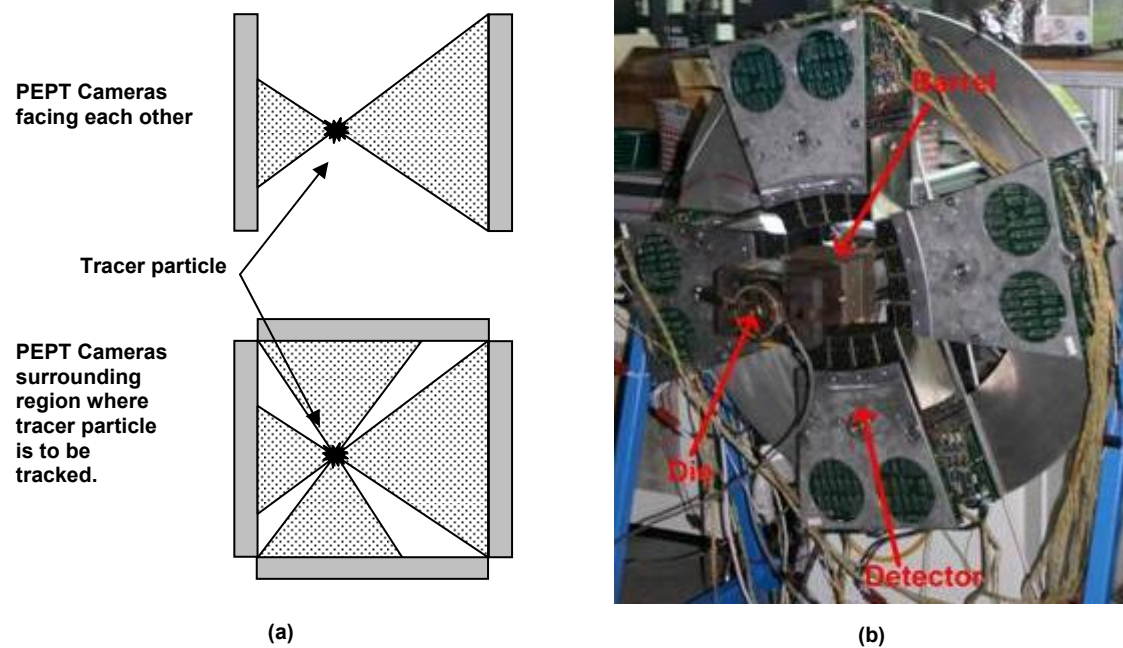 PEPT Cameras
facing each other
Tracer particle
PEPT Cameras
surrounding
region where
tracer particle
is to be
tracked.
(a)
Barrel
Die
Detector
(b)